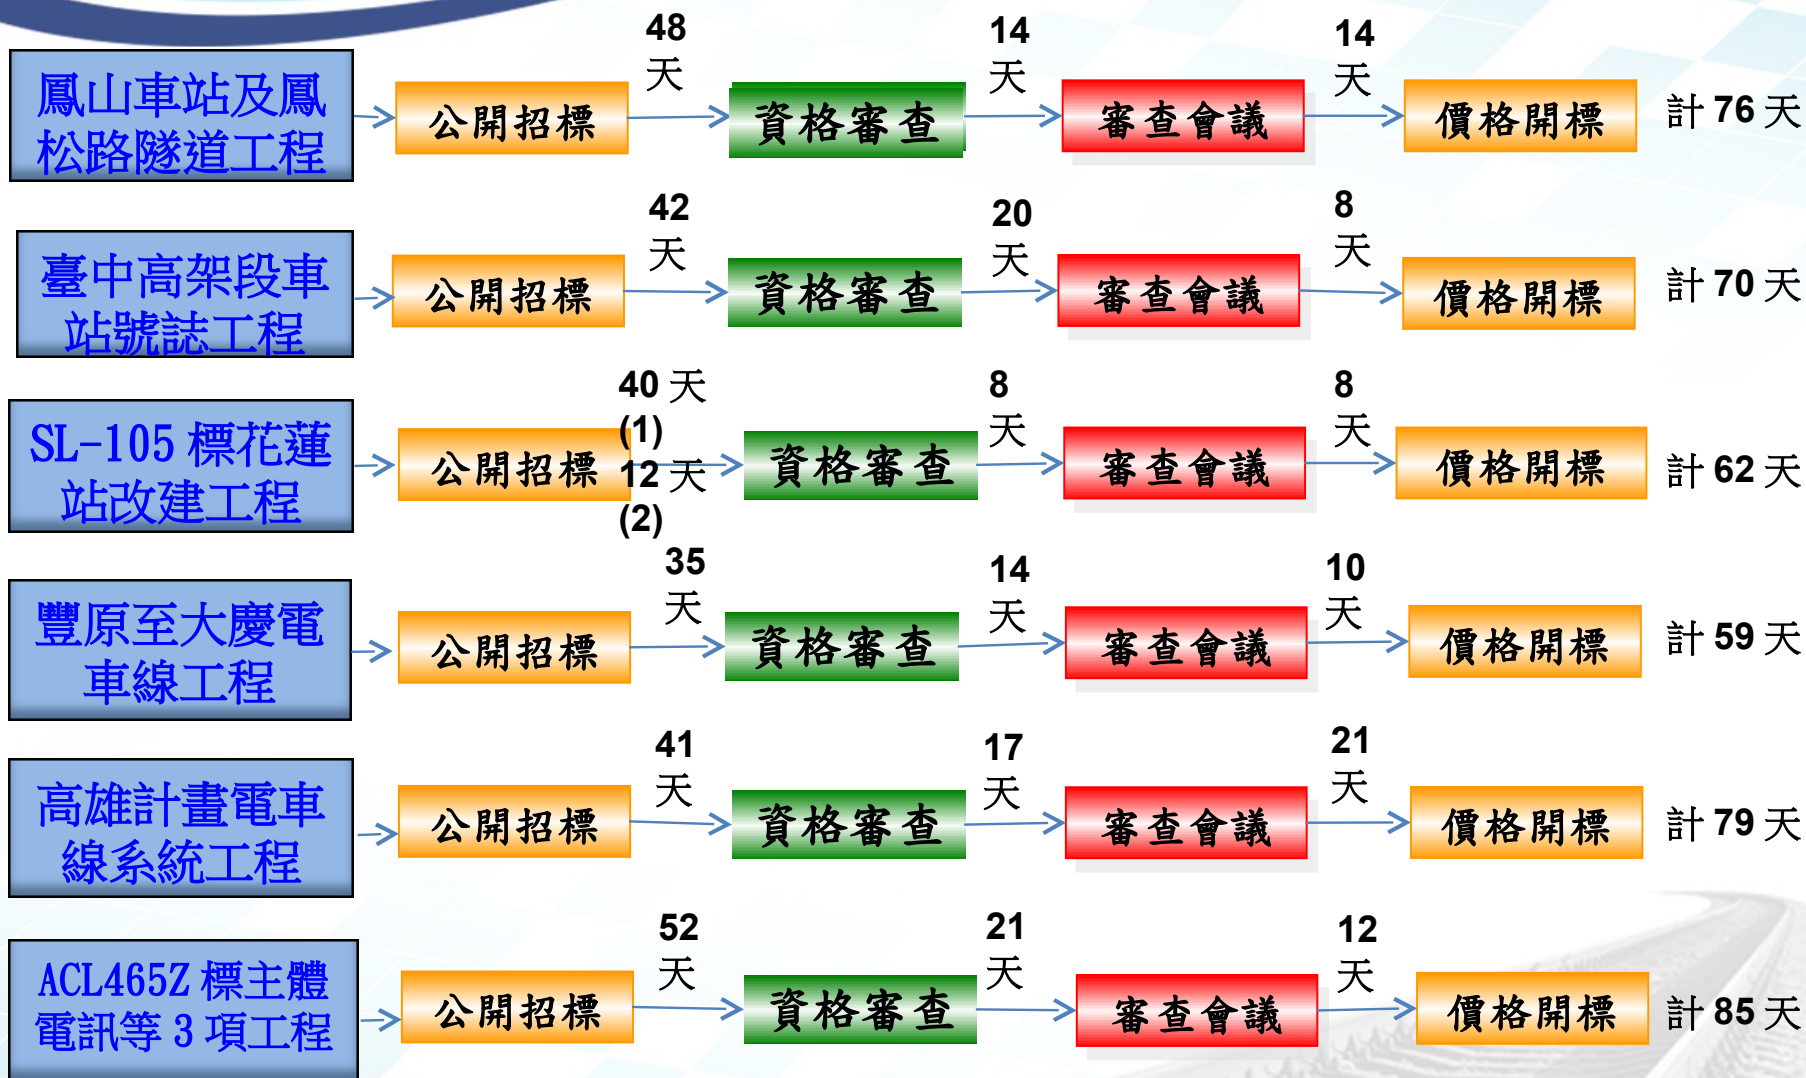 48
天
14
天
14
天
鳳山車站及鳳
松路隧道工程
公開招標
資格審查
審查會議
價格開標
計 76 天
42
天
20
天
8
天
臺中高架段車
站號誌工程
公開招標
資格審查
審查會議
價格開標
計 70 天
40 天
(1)
12 天
(2)
8
天
8
天
SL-105 標花蓮
站改建工程
公開招標
資格審查
審查會議
價格開標
計 62 天
35
天
14
天
10
天
豐原至大慶電
車線工程
公開招標
資格審查
審查會議
價格開標
計 59 天
41
天
17
天
21
天
高雄計畫電車
線系統工程
公開招標
資格審查
審查會議
價格開標
計 79 天
52
天
21
天
12
天
ACL465Z 標主體
電訊等 3 項工程
公開招標
資格審查
審查會議
價格開標
計 85 天